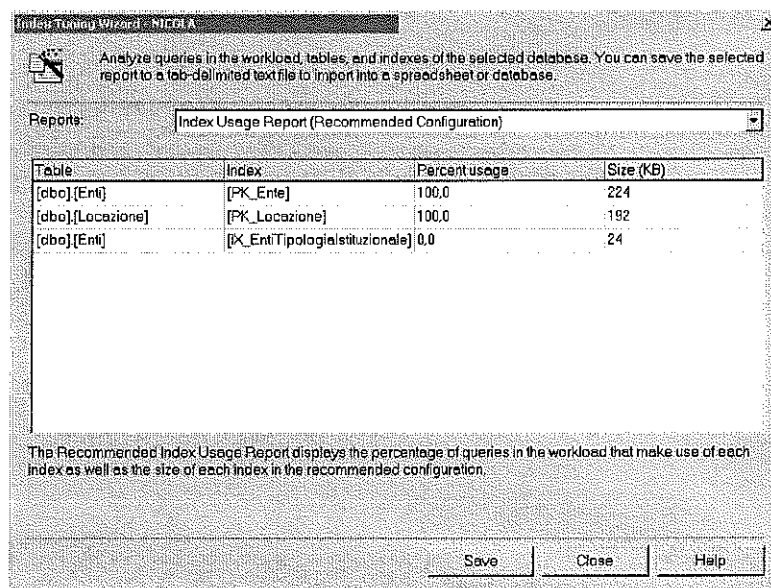 Index Tuning Wizard - NICOLA
Analyze queries in the workload, tables, and indexes of the selected database. You can save the selected
report to a tab-delimited text file to import into a spreadsheet or database.
Reports: Index Usage Report (Recommended Configuration)
Table Index Percent usage Size (KB)
[dbo].[Enti] [PK_Ente] 100,0 224
[dbo].[Locazione] [PK_Locazione] 100,0 192
[dbo].[Enti] [IX_EntiTipologiaIstituzionale] 0,0 24
The Recommended Index Usage Report displays the percentage of queries in the workload that make use of each
index as well as the size of each index in the recommended configuration.
Save Close Help